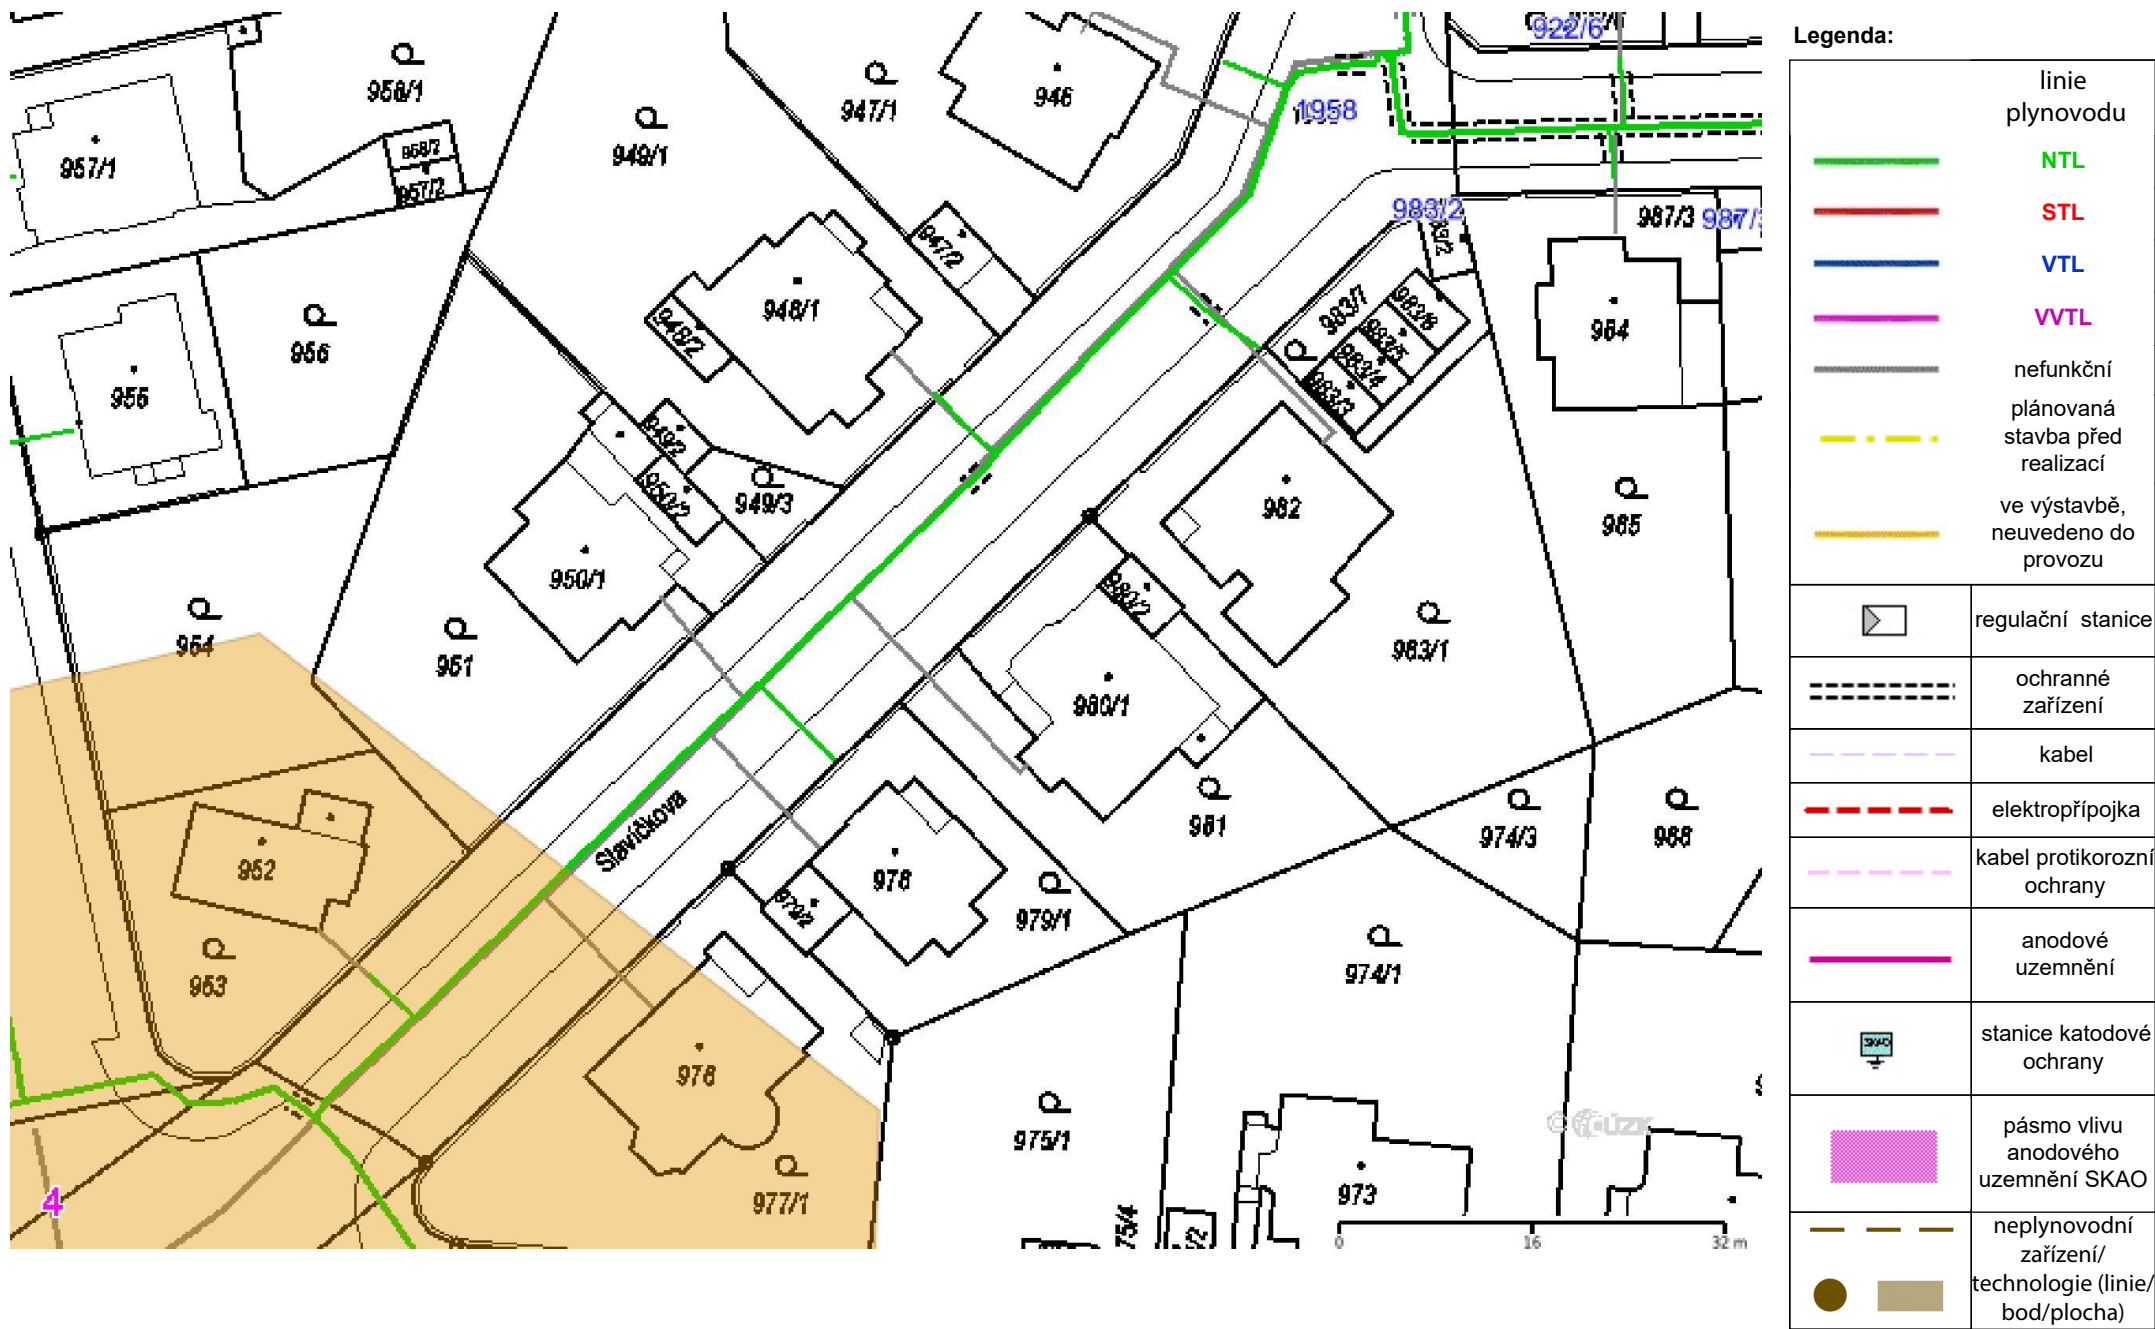 922/6
Legenda:
958/1
947/1
946
1958
957/1
958/2
957/2
949/1
983/2
987/3
987/3
947/2
956
948/1
948/2
983/7
983/6
983/5
983/4
983/3
984
955
949/2
950/2
949/3
982
985
950/1
954
951
980/2
983/1
980/1
Slavíčkova
981
974/3
988
952
978
979/2
979/1
953
974/1
976
975/1
973
977/1
4
75/4
0 16 32 m
linie
plynovodu
NTL
STL
VTL
VVTL
nefunkční
plánovaná
stavba před
realizací
ve výstavbě,
neuvedeno do
provozu
regulační stanice
ochranné
zařízení
kabel
elektropřípojka
kabel protikorozní
ochrany
anodové
uzemnění
SKAO
stanice katodové
ochrany
pásmo vlivu
anodového
uzemnění SKAO
neplynovodní
zařízení/
technologie (linie/
bod/plocha)